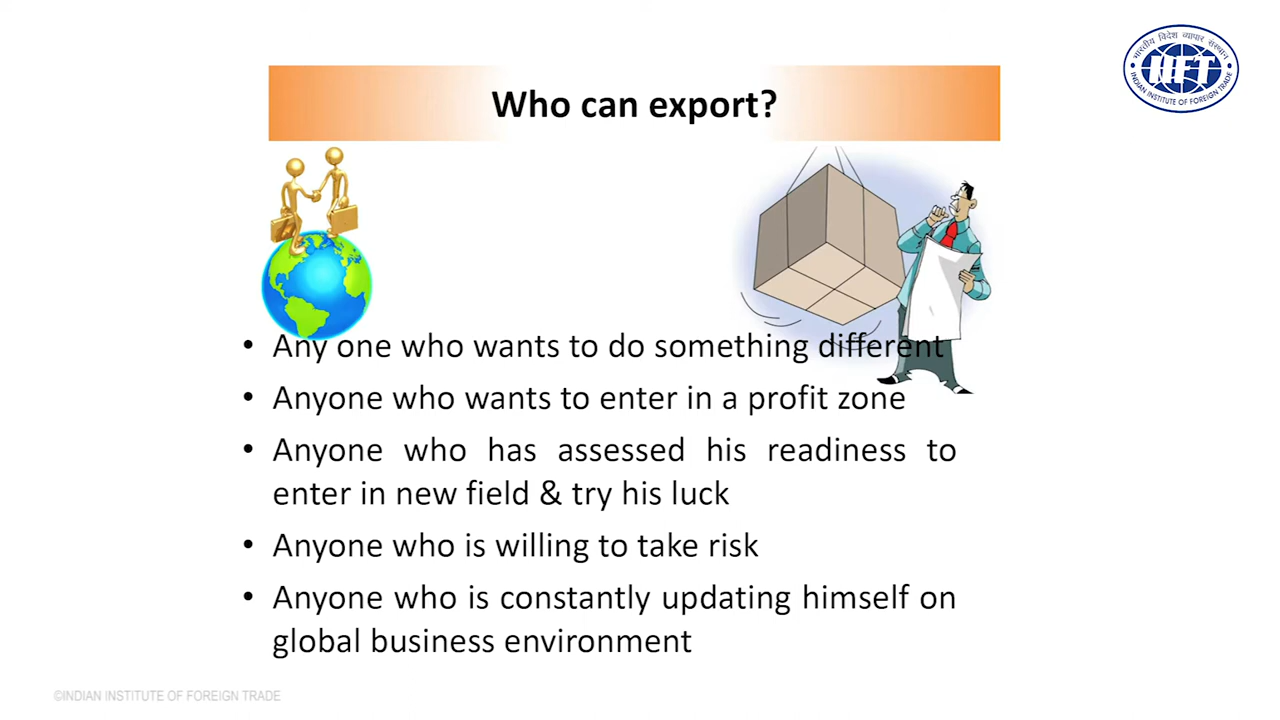 भारतीय विदेश व्यापार संस्थान
IIFT
INDIAN INSTITUTE OF FOREIGN TRADE
Who can export?
• Any one who wants to do something different
• Anyone who wants to enter in a profit zone
• Anyone who has assessed his readiness to
enter in new field & try his luck
• Anyone who is willing to take risk
• Anyone who is constantly updating himself on
global business environment
©INDIAN INSTITUTE OF FOREIGN TRADE